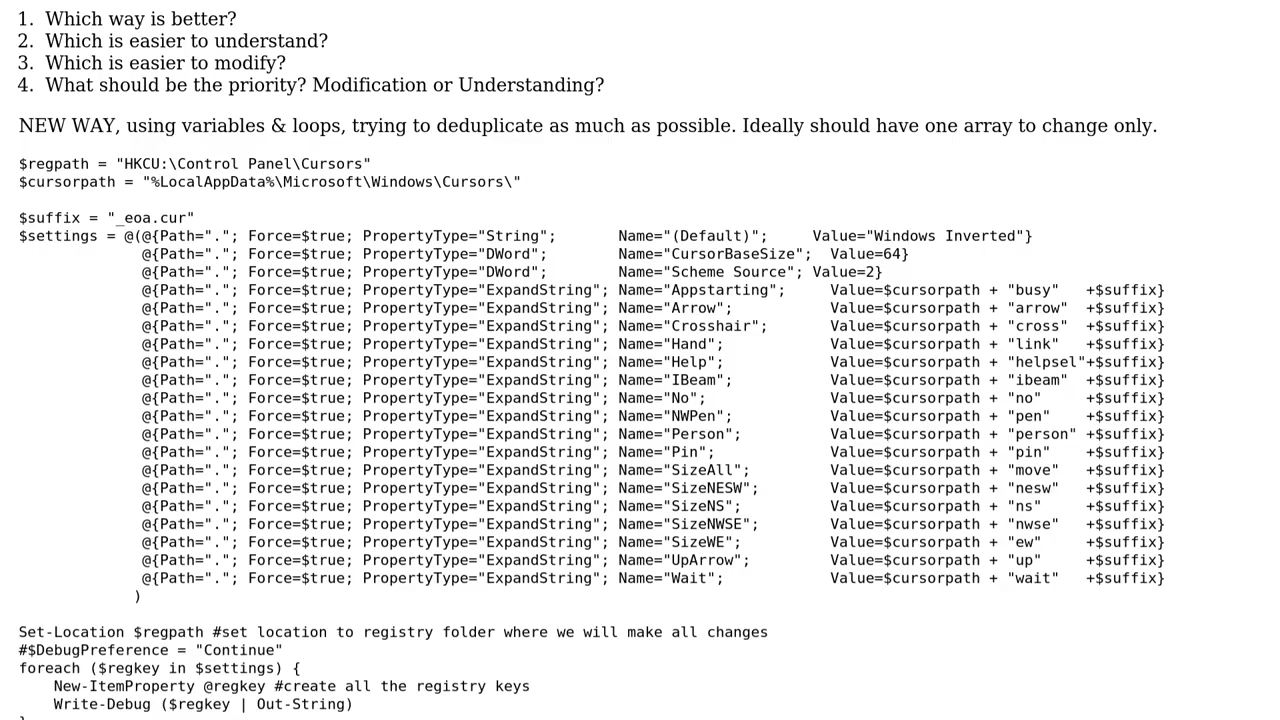 1. Which way is better?
2. Which is easier to understand?
3. Which is easier to modify?
4. What should be the priority? Modification or Understanding?
NEW WAY, using variables & loops, trying to deduplicate as much as possible. Ideally should have one array to change only.
$regpath = "HKCU:\Control Panel\Cursors"
$cursorpath = "%LocalAppData%\Microsoft\Windows\Cursors\"
$suffix = "_eoa.cur"
$settings = @(@{Path="."; Force=$true; PropertyType="String";       Name="(Default)";     Value="Windows Inverted"}
              @{Path="."; Force=$true; PropertyType="DWord";        Name="CursorBaseSize";  Value=64}
              @{Path="."; Force=$true; PropertyType="DWord";        Name="Scheme Source"; Value=2}
              @{Path="."; Force=$true; PropertyType="ExpandString"; Name="Appstarting";     Value=$cursorpath + "busy"   +$suffix}
              @{Path="."; Force=$true; PropertyType="ExpandString"; Name="Arrow";           Value=$cursorpath + "arrow"  +$suffix}
              @{Path="."; Force=$true; PropertyType="ExpandString"; Name="Crosshair";       Value=$cursorpath + "cross"  +$suffix}
              @{Path="."; Force=$true; PropertyType="ExpandString"; Name="Hand";            Value=$cursorpath + "link"   +$suffix}
              @{Path="."; Force=$true; PropertyType="ExpandString"; Name="Help";            Value=$cursorpath + "helpsel"+$suffix}
              @{Path="."; Force=$true; PropertyType="ExpandString"; Name="IBeam";           Value=$cursorpath + "ibeam"  +$suffix}
              @{Path="."; Force=$true; PropertyType="ExpandString"; Name="No";              Value=$cursorpath + "no"     +$suffix}
              @{Path="."; Force=$true; PropertyType="ExpandString"; Name="NWPen";           Value=$cursorpath + "pen"    +$suffix}
              @{Path="."; Force=$true; PropertyType="ExpandString"; Name="Person";          Value=$cursorpath + "person" +$suffix}
              @{Path="."; Force=$true; PropertyType="ExpandString"; Name="Pin";             Value=$cursorpath + "pin"    +$suffix}
              @{Path="."; Force=$true; PropertyType="ExpandString"; Name="SizeAll";         Value=$cursorpath + "move"   +$suffix}
              @{Path="."; Force=$true; PropertyType="ExpandString"; Name="SizeNESW";        Value=$cursorpath + "nesw"   +$suffix}
              @{Path="."; Force=$true; PropertyType="ExpandString"; Name="SizeNS";          Value=$cursorpath + "ns"     +$suffix}
              @{Path="."; Force=$true; PropertyType="ExpandString"; Name="SizeNWSE";        Value=$cursorpath + "nwse"   +$suffix}
              @{Path="."; Force=$true; PropertyType="ExpandString"; Name="SizeWE";          Value=$cursorpath + "ew"     +$suffix}
              @{Path="."; Force=$true; PropertyType="ExpandString"; Name="UpArrow";         Value=$cursorpath + "up"     +$suffix}
              @{Path="."; Force=$true; PropertyType="ExpandString"; Name="Wait";            Value=$cursorpath + "wait"   +$suffix}
             )
Set-Location $regpath #set location to registry folder where we will make all changes
#$DebugPreference = "Continue"
foreach ($regkey in $settings) {
    New-ItemProperty @regkey #create all the registry keys
    Write-Debug ($regkey | Out-String)